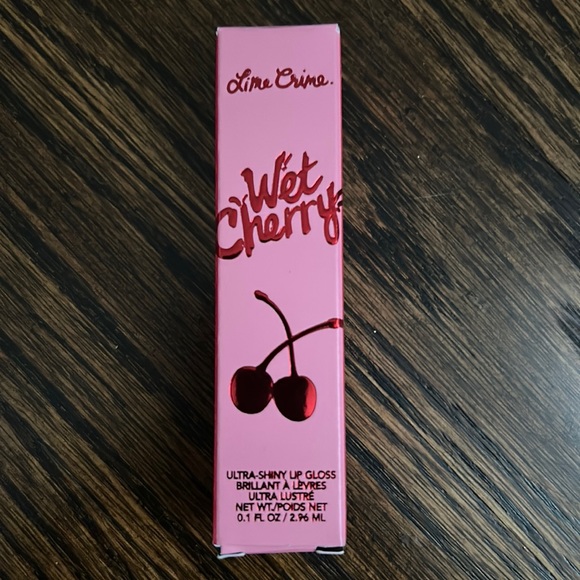 Lime Crime.
Wet
Cherry
ULTRA-SHINY LIP GLOSS
BRILLANT À LÈVRES
ULTRA LUSTRÉ
NET WT./POIDS NET
0.1 FL OZ / 2.96 ML